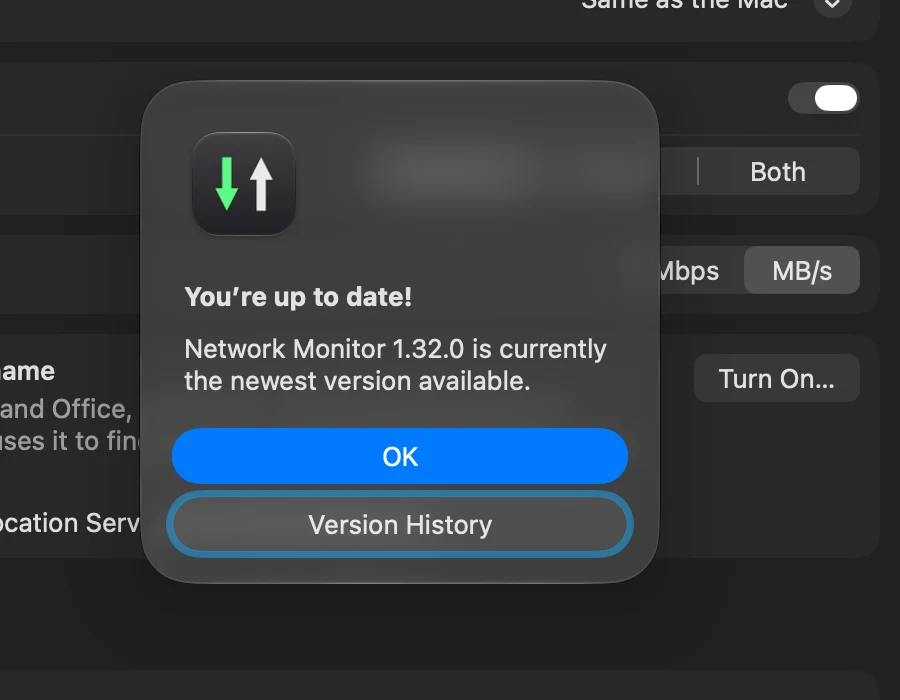 Same as the Mac
Both
Mbps
MB/s
You’re up to date!
Network Monitor 1.32.0 is currently
the newest version available.
ame
Turn On...
and Office,
uses it to fin
OK
ocation Serv
Version History